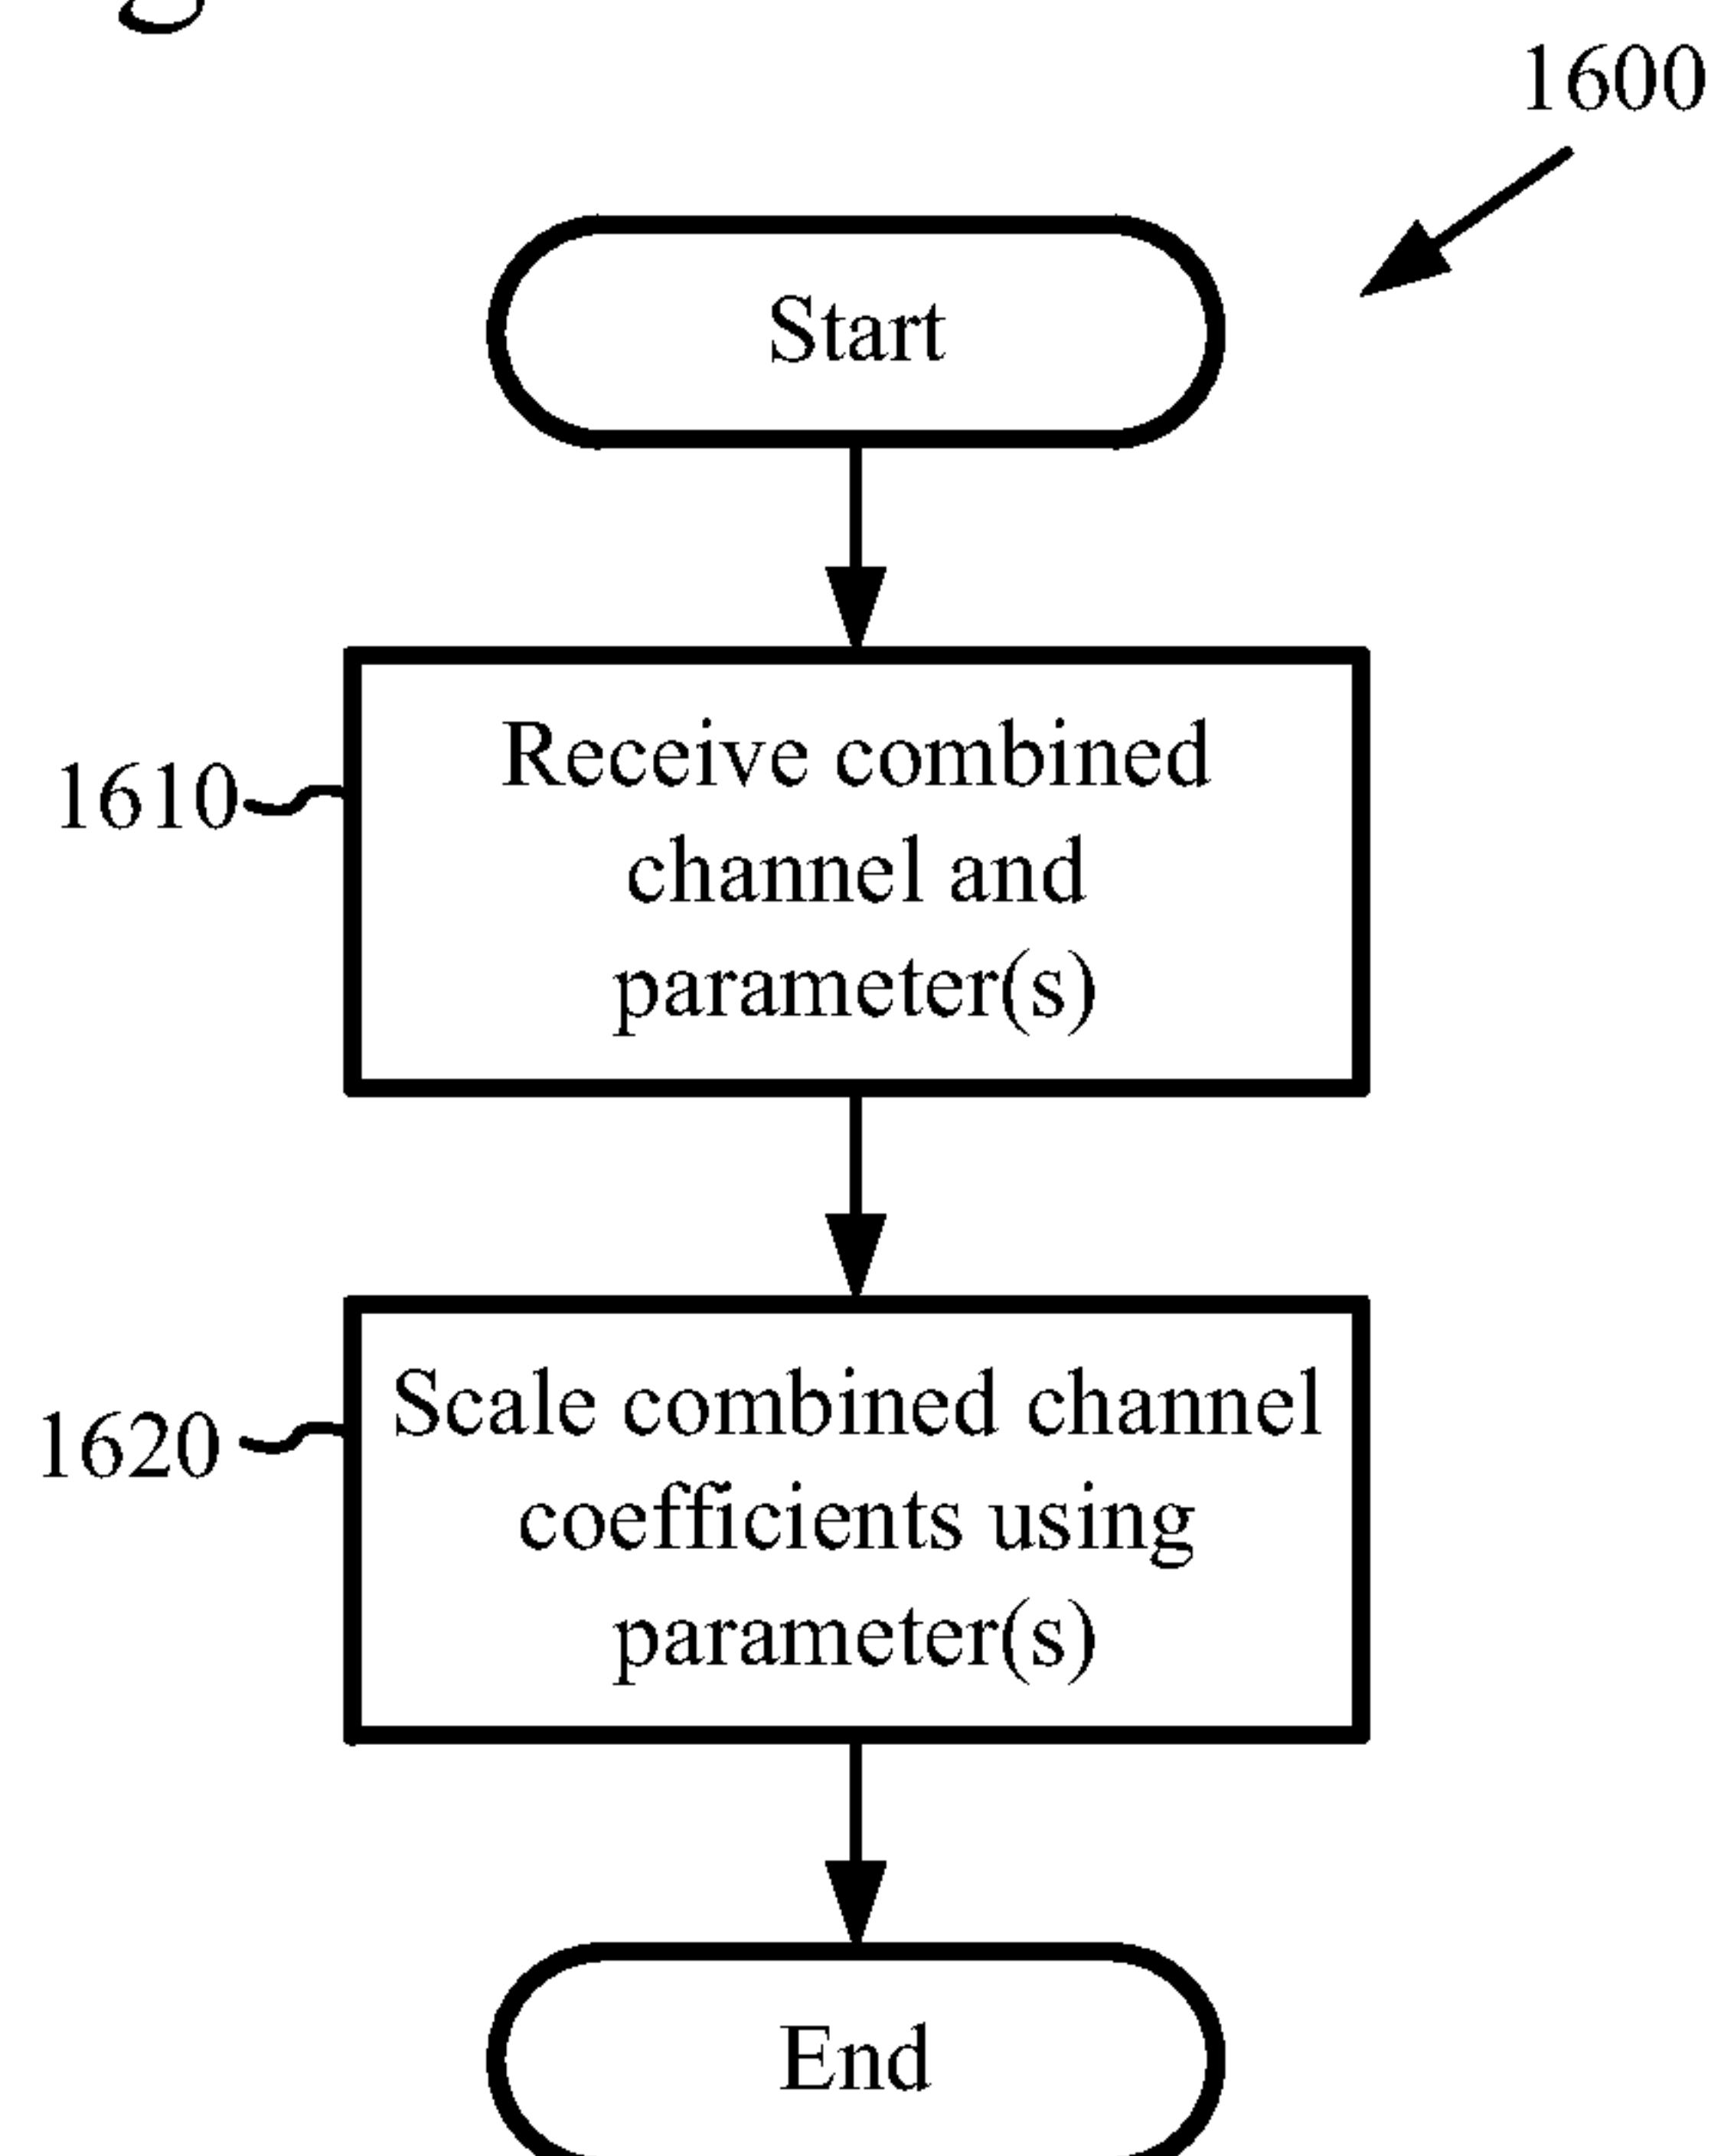 1600
Start
1610
Receive combined
channel and
parameter(s)
1620
Scale combined channel
coefficients using
parameter(s)
End